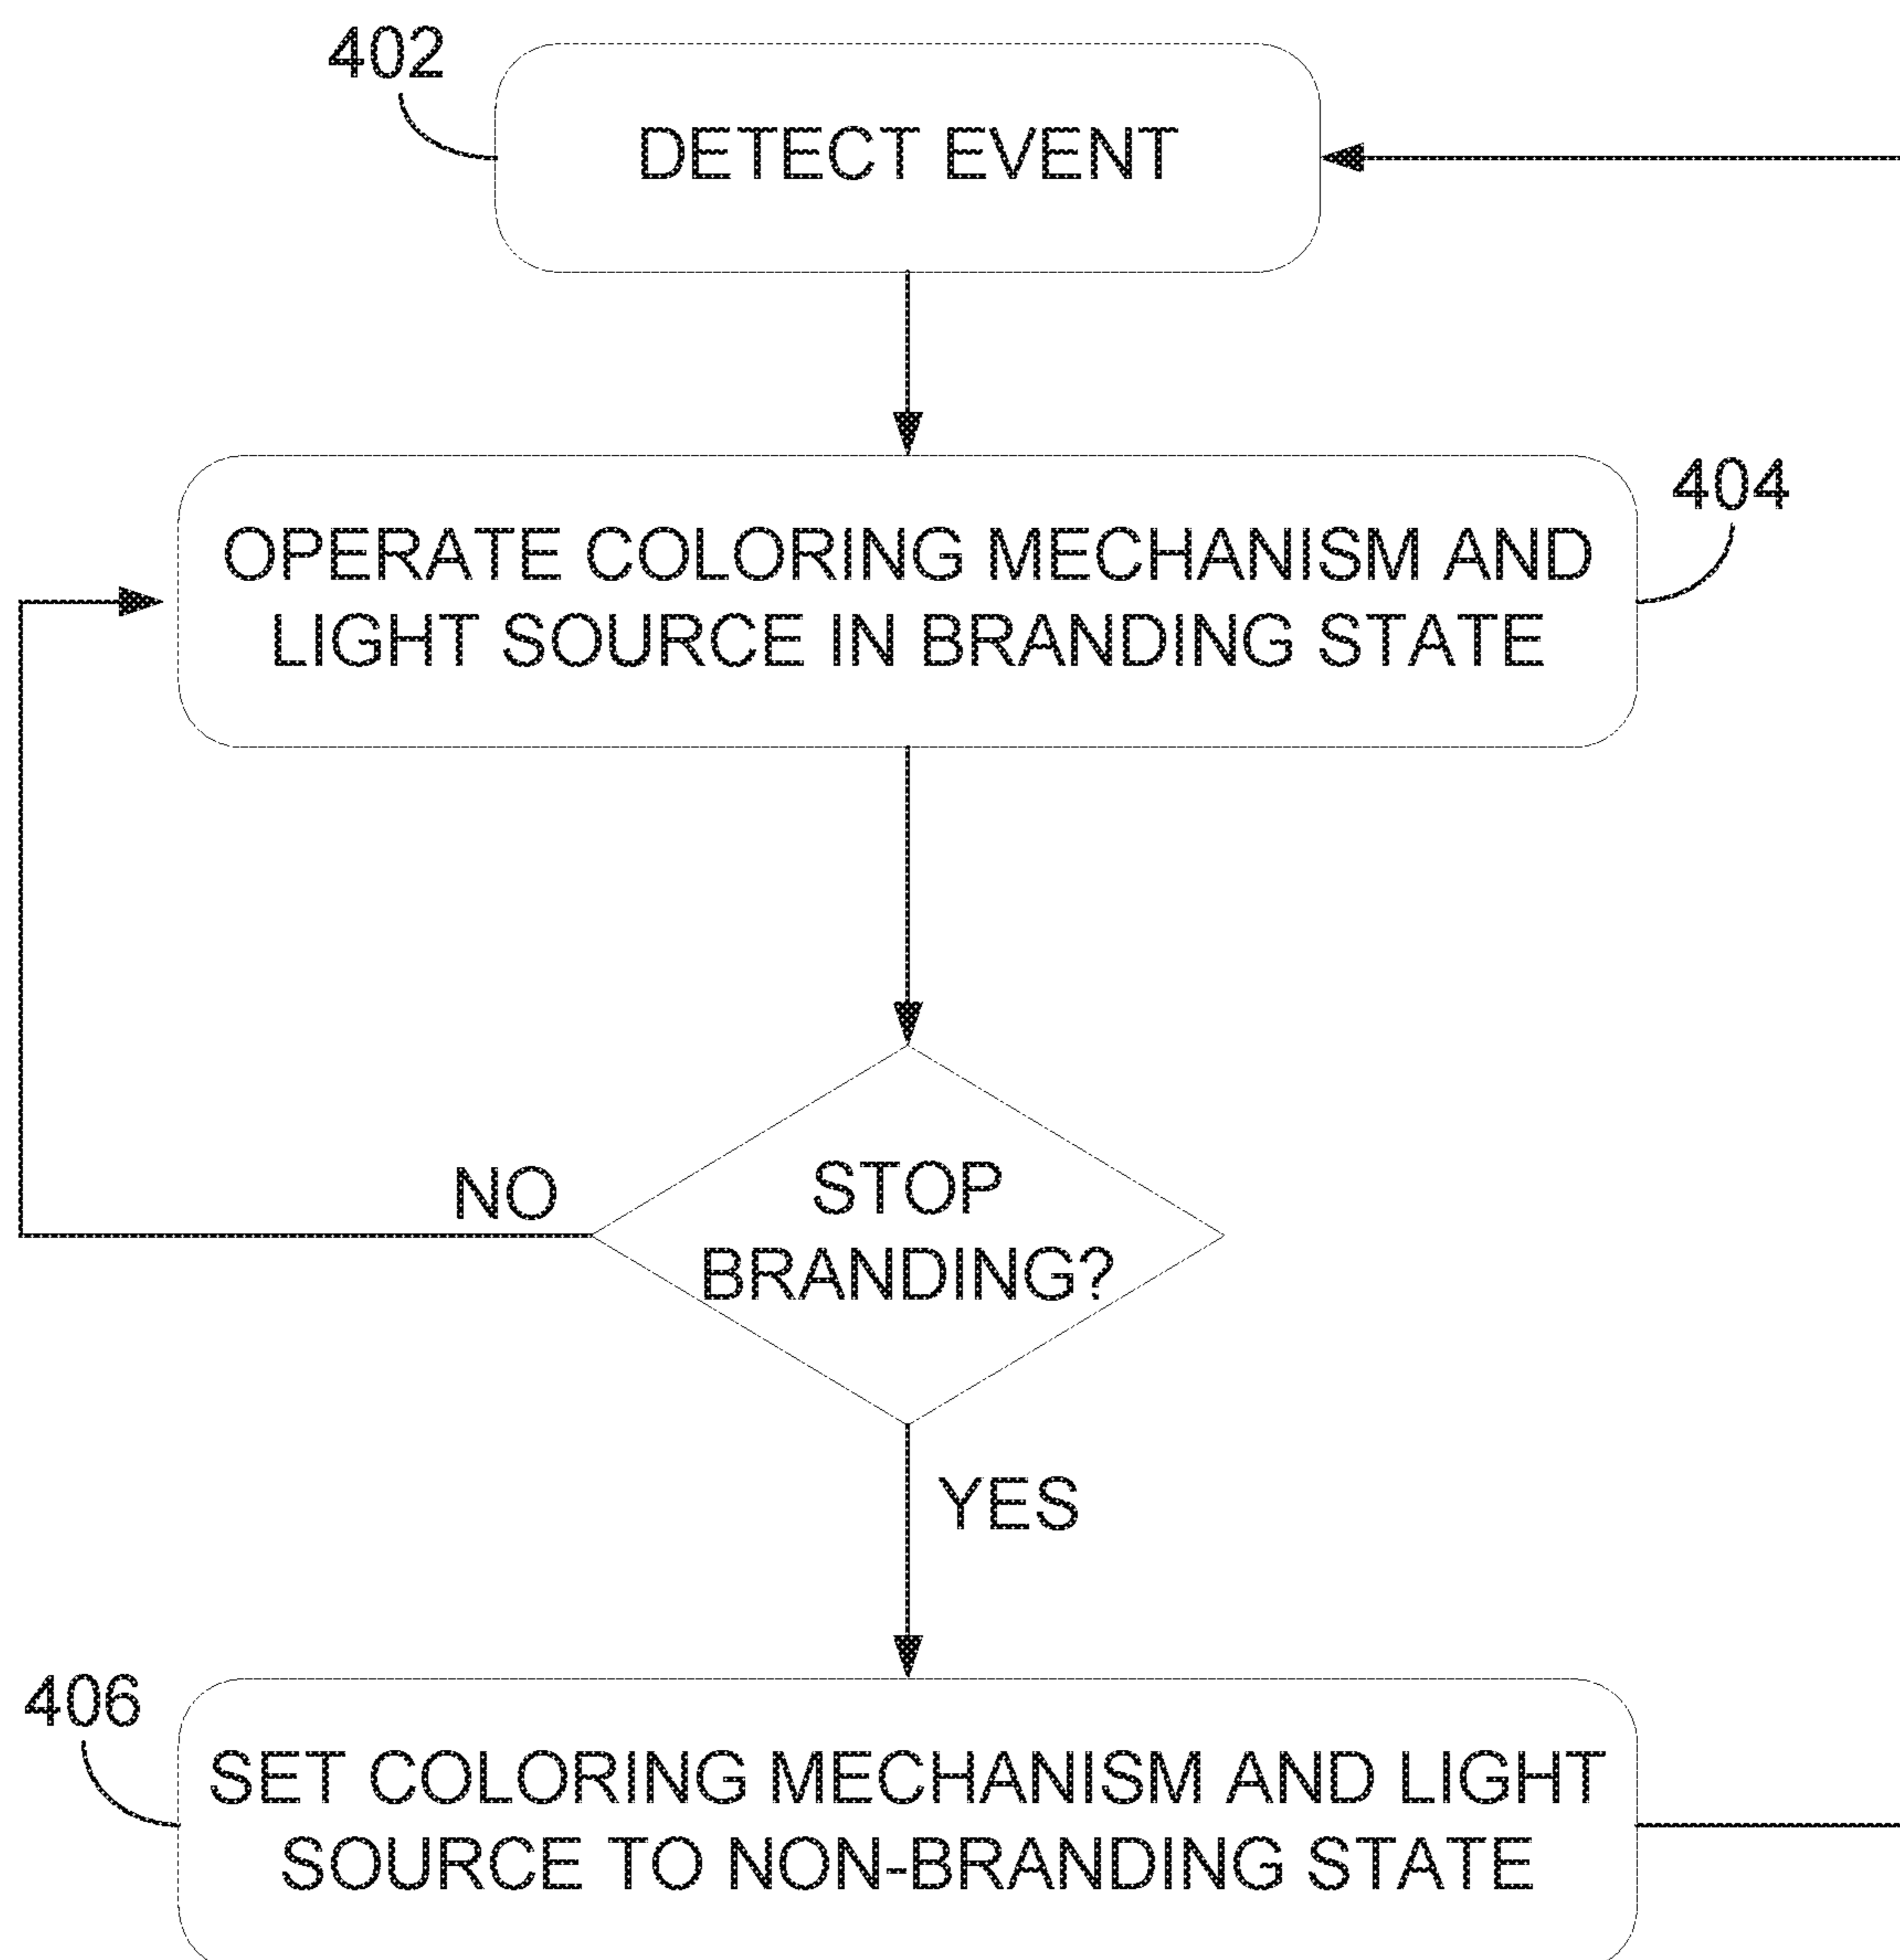 402
DETECT EVENT
404
OPERATE COLORING MECHANISM AND
LIGHT SOURCE IN BRANDING STATE
NO
STOP
BRANDING?
YES
406
SET COLORING MECHANISM AND LIGHT
SOURCE TO NON-BRANDING STATE